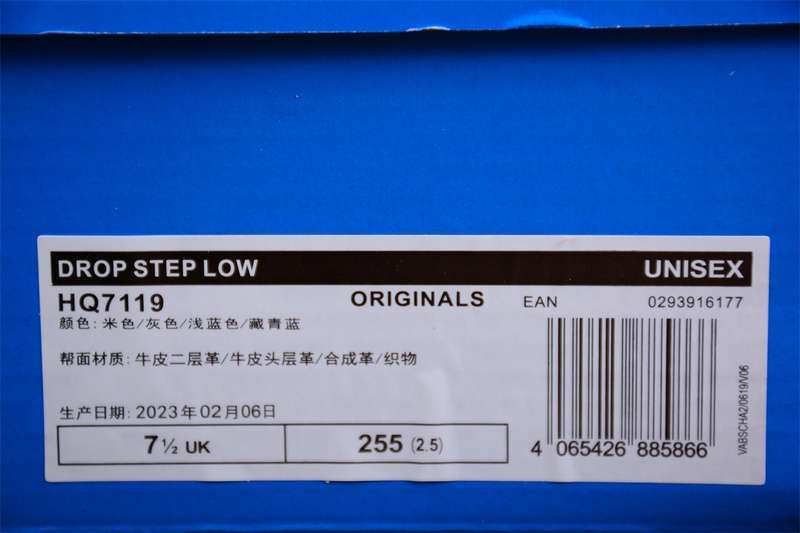 DROP STEP LOW UNISEX
HQ7119 ORIGINALS EAN 0293916177
颜色: 米色/灰色/浅蓝色/藏青蓝
帮面材质: 牛皮二层革/牛皮头层革/合成革/织物
生产日期: 2023年02月06日
7½ UK 255 (2.5)
4 065426 885866
VABSCHA2/0619/V06